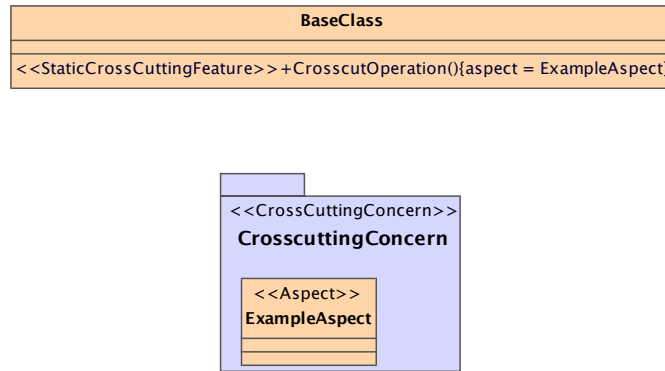 BaseClass
<<StaticCrossCuttingFeature>>+CrosscutOperation(){aspect = ExampleAspect}
<<CrossCuttingConcern>>
CrosscuttingConcern
<<Aspect>>
ExampleAspect